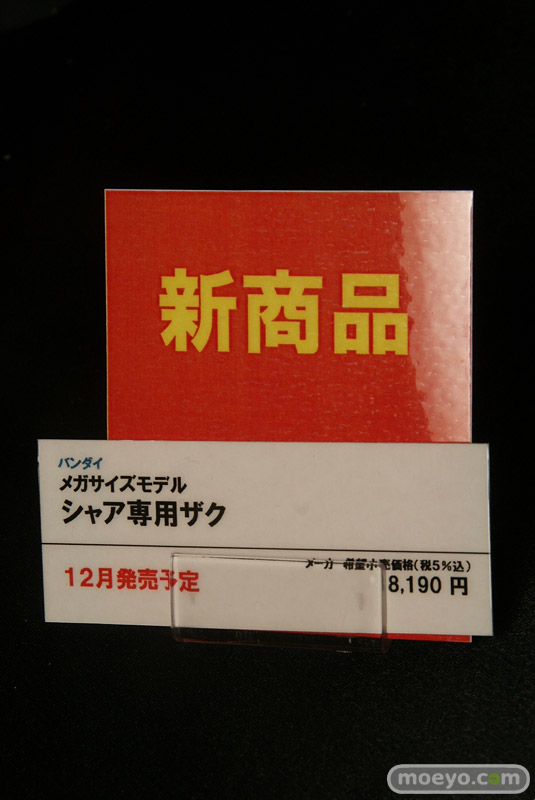 新商品
バンダイ
メガサイズモデル
シャア専用ザク
12月発売予定
メーカー希望小売価格(税5%込)
8,190 円
moeyo.com